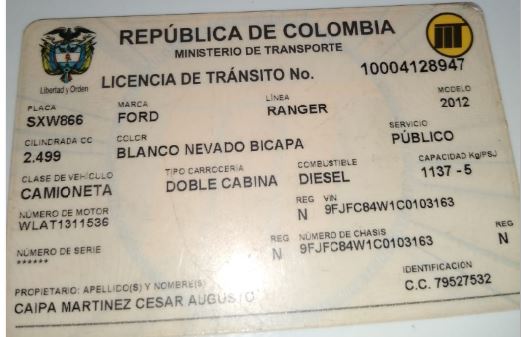 REPÚBLICA DE COLOMBIA
MINISTERIO DE TRANSPORTE
Libertad y Orden
LICENCIA DE TRÁNSITO No. 10004128947
PLACA MARCA LÍNEA MODELO
SXW866 FORD RANGER 2012
CILINDRADA CC COLOR SERVICIO
2.499 BLANCO NEVADO BICAPA PÚBLICO
CLASE DE VEHÍCULO TIPO CARROCERÍA COMBUSTIBLE CAPACIDAD Kg/PSJ
CAMIONETA DOBLE CABINA DIESEL 1137 - 5
NÚMERO DE MOTOR REG VIN
WLAT1311536 N 9FJFC84W1C0103163
NÚMERO DE SERIE REG NÚMERO DE CHASIS REG
****** N 9FJFC84W1C0103163 N
PROPIETARIO: APELLIDO(S) Y NOMBRE(S) IDENTIFICACIÓN
CAIPA MARTINEZ CESAR AUGUSTO C.C. 79527532